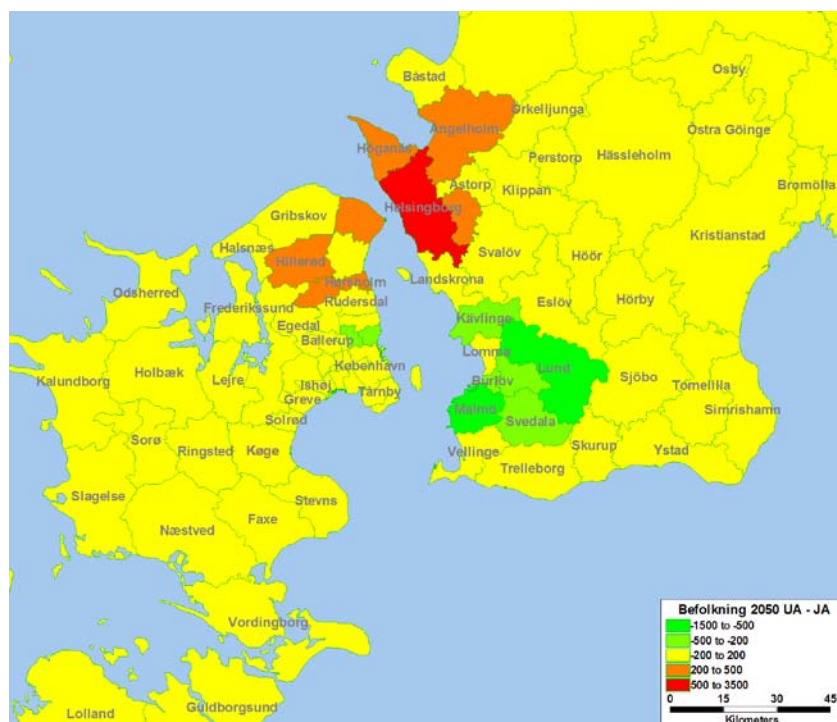 Osby
Båstad
Örkelljunga
Östra Göinge
Ängelholm
Höganäs
Perstorp
Hässleholm
Åstorp
Klippan
Bromölla
Helsingborg
Gribskov
Kristianstad
Halsnæs
Svalöv
Höör
Hillerød
Hørsholm
Landskrona
Odsherred
Rudersdal
Eslöv
Hörby
Frederikssund
Kävlinge
Egedal
Ballerup
Lomma
Lund
København
Holbæk
Sjöbo
Kalundborg
Lejre
Burlöv
Tomelilla
Ishøj
Tårnby
Greve
Malmö
Simrishamn
Solrød
Svedala
Sorø
Ringsted
Køge
Vellinge
Skurup
Ystad
Trelleborg
Slagelse
Stevns
Faxe
Næstved
Vordingborg
Guldborgsund
Lolland
Befolkning 2050 UA - JA
-1500 to -500
-500 to -200
-200 to 200
200 to 500
500 to 3500
0 15 30 45
Kilometers